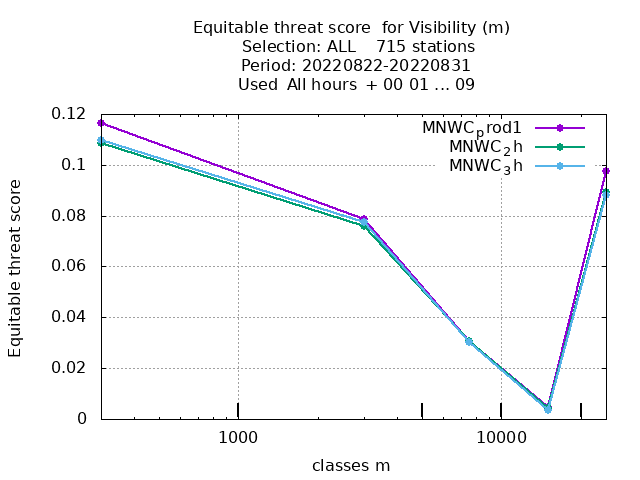 Equitable threat score  for Visibility (m)
Selection: ALL    715 stations
Period: 20220822-20220831
Used  All hours  + 00 01 ... 09
0.12
0.1
0.08
0.06
0.04
0.02
0
Equitable threat score
MNWC_prod1
MNWC_2h
MNWC_3h
1000
10000
classes m